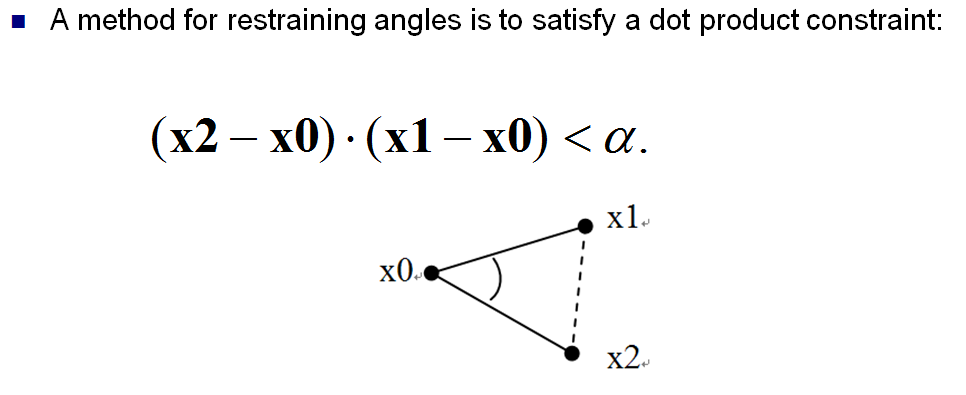 A method for restraining angles is to satisfy a dot product constraint:
(x2 – x0) · (x1 – x0) < α.
x1
x0
x2